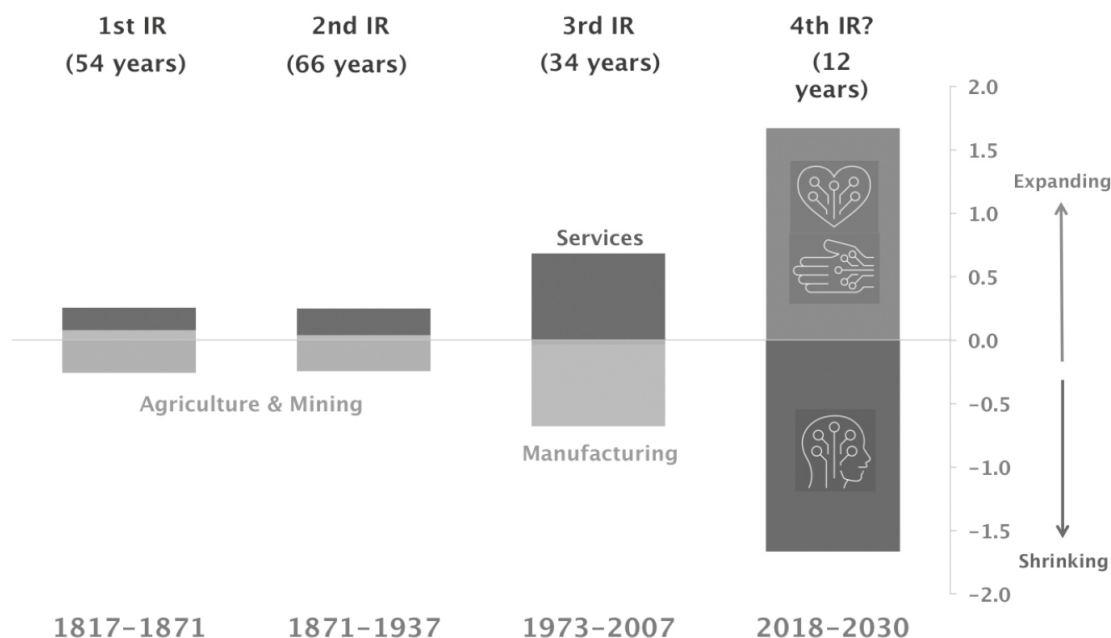 1st IR
(54 years)
2nd IR
(66 years)
3rd IR
(34 years)
4th IR?
(12
years)
2.0
1.5
Expanding
1.0
Services
0.5
0.0
Agriculture & Mining
-0.5
Manufacturing
-1.0
-1.5
Shrinking
-2.0
1817-1871
1871-1937
1973-2007
2018-2030